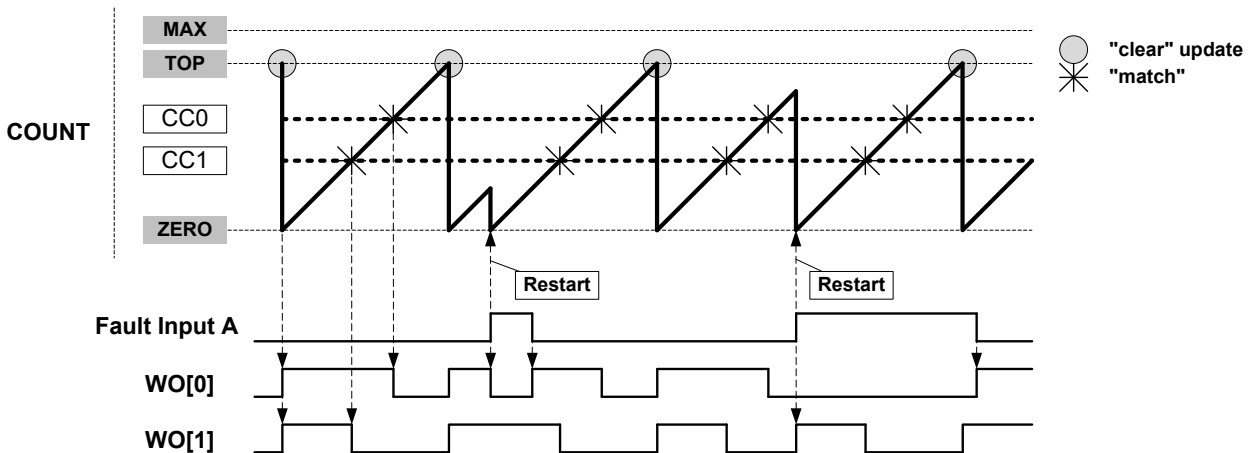 MAX
"clear" update
TOP
"match"
CC0
COUNT
CC1
ZERO
Restart
Restart
Fault Input A
WO[0]
WO[1]